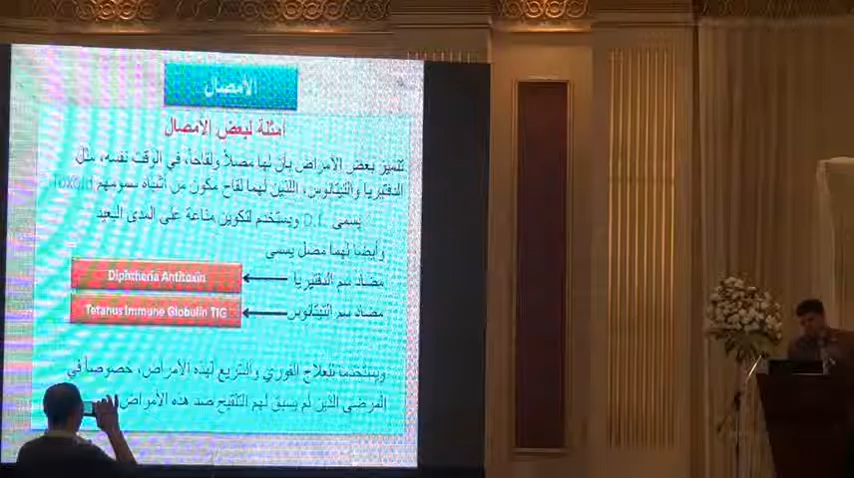 الأمصال
أمثلة لبعض الأمصال
تتميز بعض الأمراض بأن لها مصلاً ولقاحاً، في الوقت نفسه، مثل
الدفتيريا والتيتانوس، اللتين لهما لقاح مكون من أشباه سمومهم Toxoid
يسمى D.T ويستخدم لتكوين مناعة على المدى البعيد
وأيضا لهما مصل يسمى
مضاد سم الدفتيريا Diphtheria Antitoxin
مضاد سم التيتانوس Tetanus Immune Globulin TIG
ويستخدما للعلاج الفوري والسريع لهذه الأمراض، خصوصاً في
المرضى الذين لم يسبق لهم التلقيح ضد هذه الأمراض